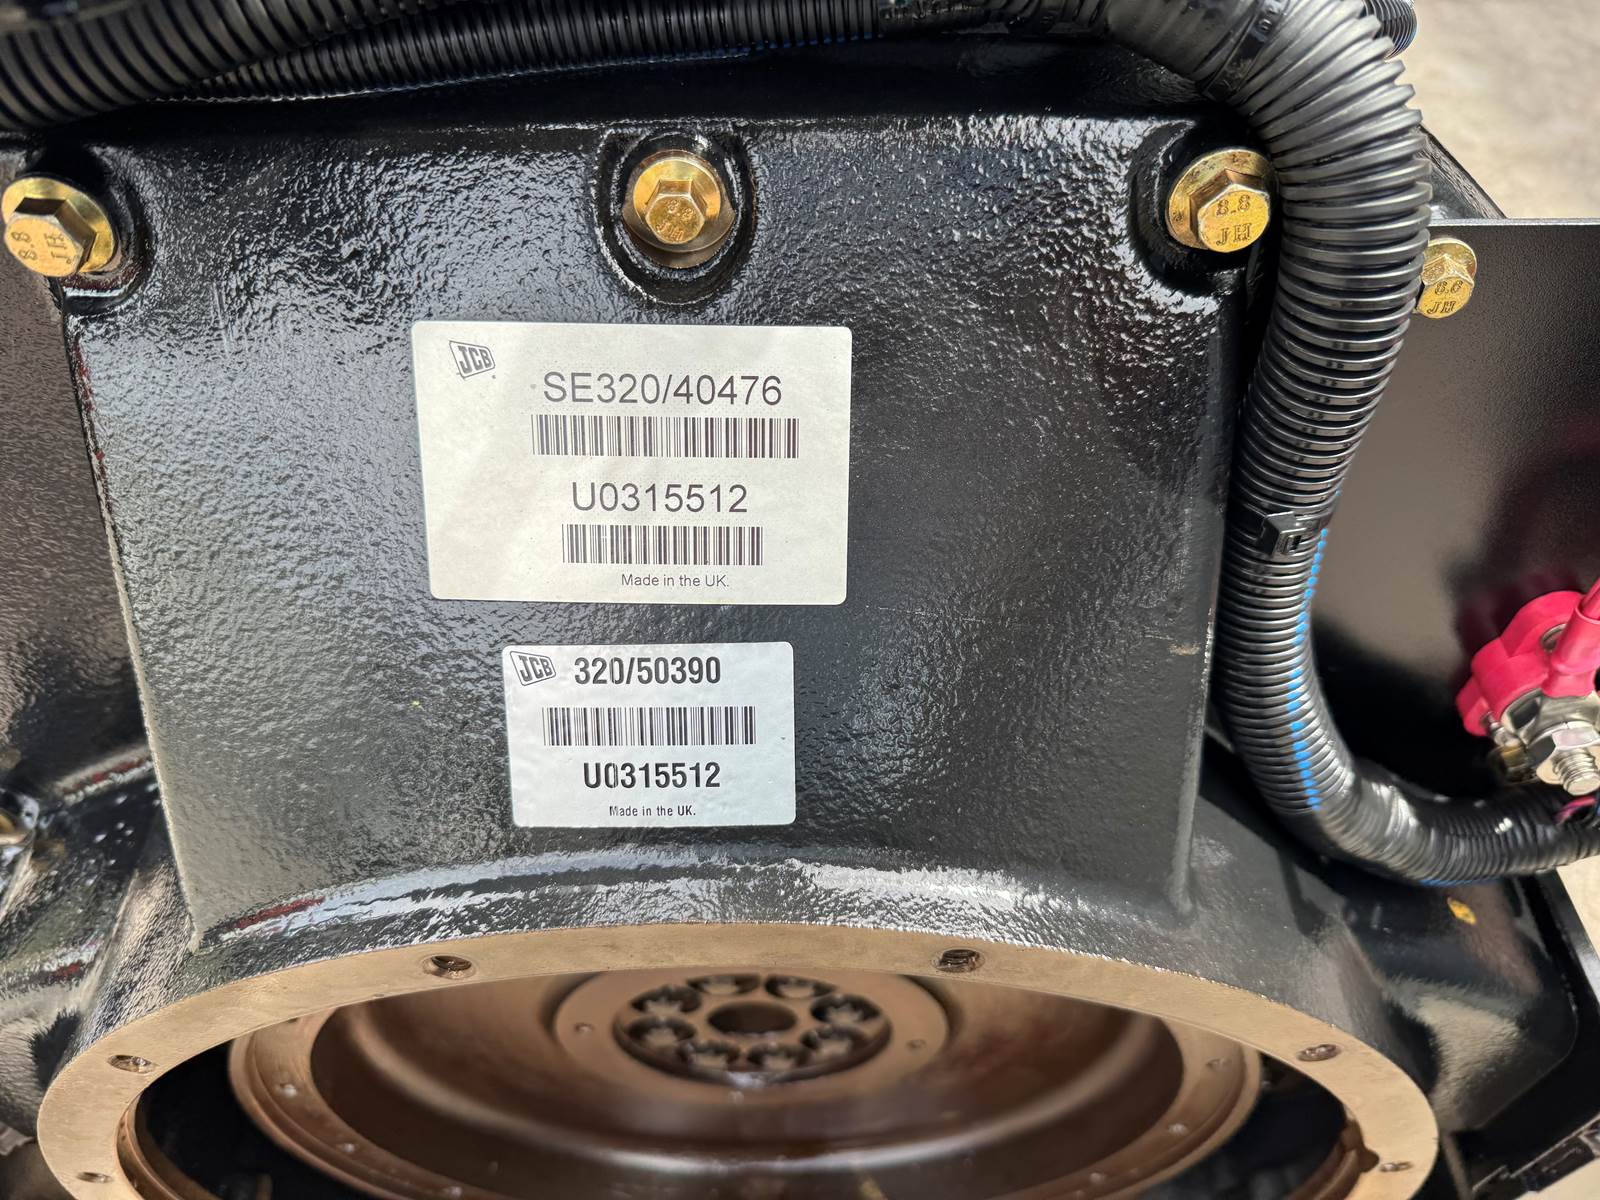 8.8
JH
8.8
JH
8.8
JH
8.8
JH
JCB
SE320/40476
U0315512
Made in the UK.
JCB
320/50390
U0315512
Made in the UK.